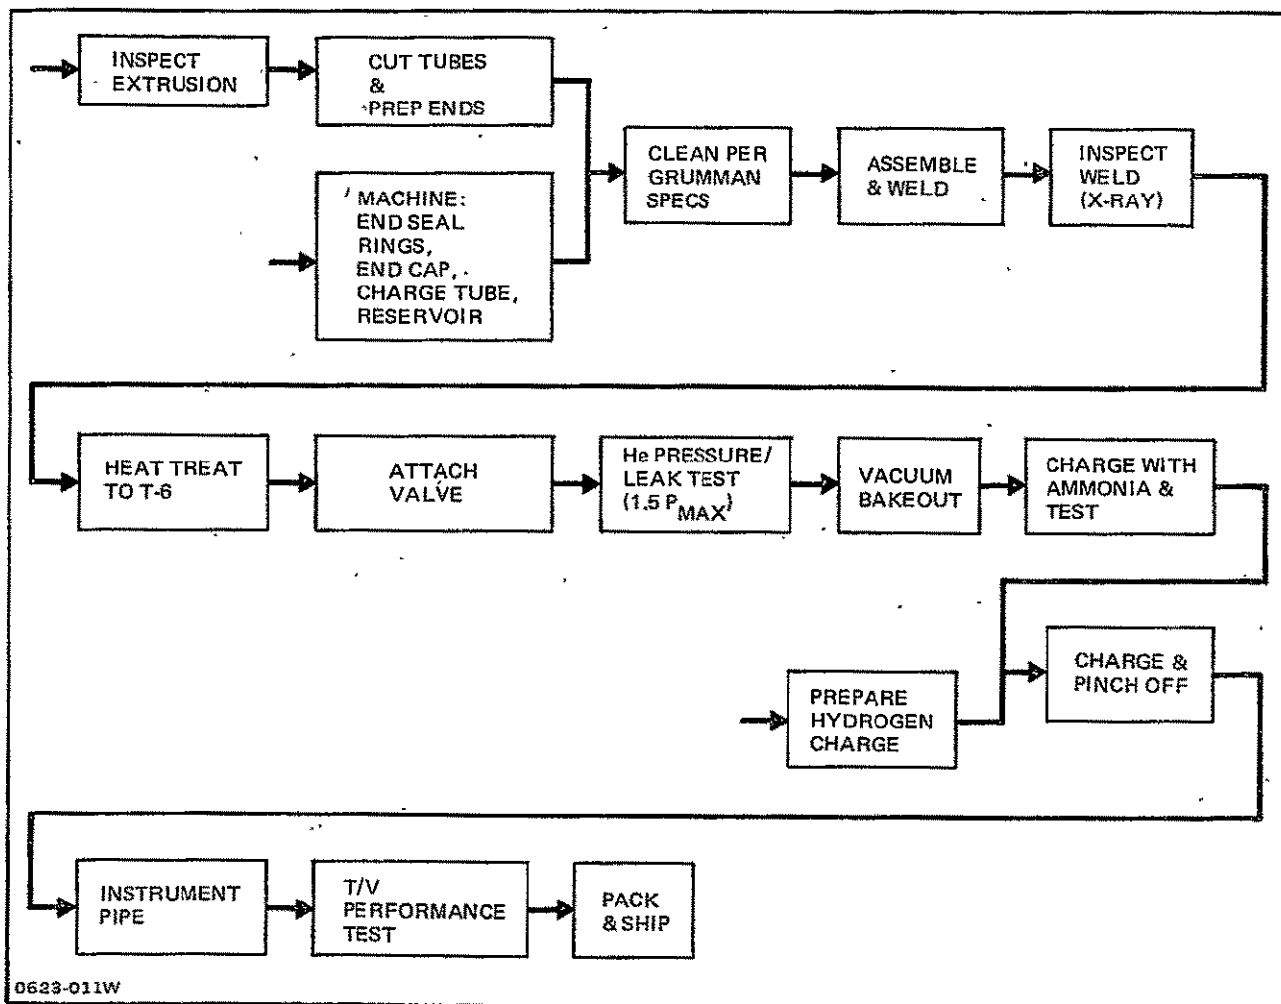 INSPECT
EXTRUSION
CUT TUBES
&
PREP ENDS
MACHINE:
END SEAL
RINGS,
END CAP,
CHARGE TUBE,
RESERVOIR
CLEAN PER
GRUMMAN
SPECS
ASSEMBLE
& WELD
INSPECT
WELD
(X-RAY)
HEAT TREAT
TO T-6
ATTACH
VALVE
He PRESSURE/
LEAK TEST
(1.5 PMAX)
VACUUM
BAKEOUT
CHARGE WITH
AMMONIA &
TEST
PREPARE
HYDROGEN
CHARGE
CHARGE &
PINCH OFF
INSTRUMENT
PIPE
T/V
PERFORMANCE
TEST
PACK
& SHIP
0623-011W